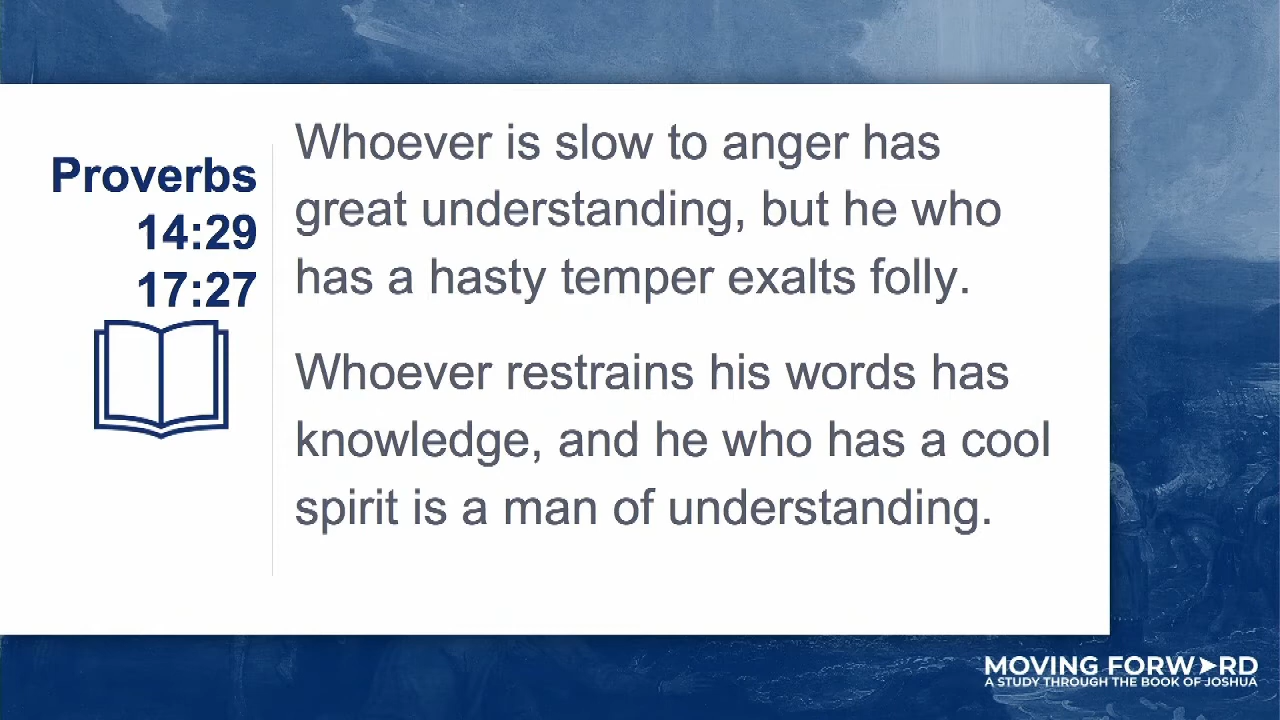 Proverbs
14:29
17:27
Whoever is slow to anger has
great understanding, but he who
has a hasty temper exalts folly.
Whoever restrains his words has
knowledge, and he who has a cool
spirit is a man of understanding.
MOVING FORWARD
A STUDY THROUGH THE BOOK OF JOSHUA